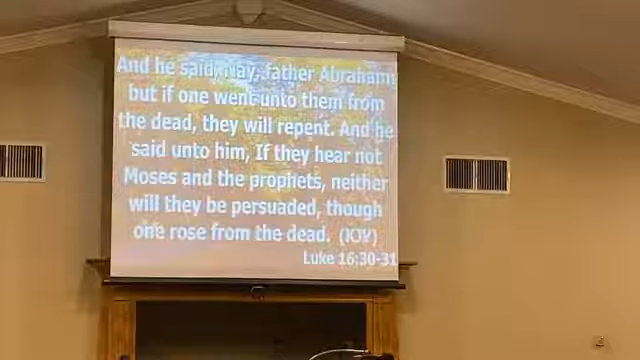 And he said, Nay, father Abraham:
but if one went unto them from
the dead, they will repent. And he
said unto him, If they hear not
Moses and the prophets, neither
will they be persuaded, though
one rose from the dead.
Luke 16:30-31